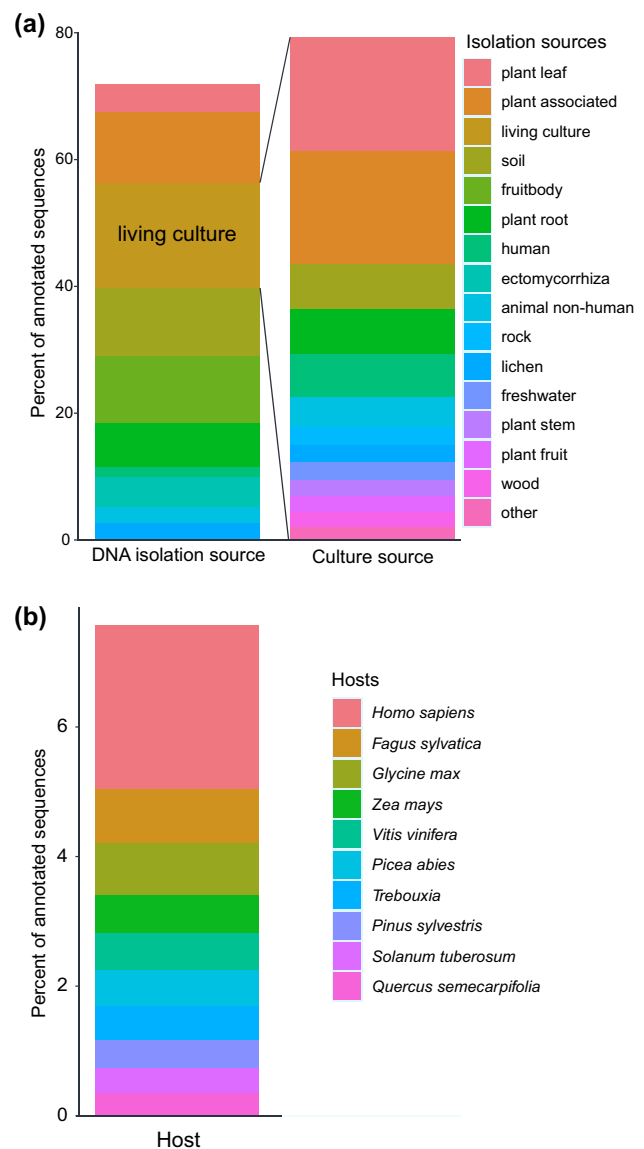 (a)
80
60
40
20
0
Percent of annotated sequences
living culture
DNA isolation source
Culture source
Isolation sources
plant leaf
plant associated
living culture
soil
fruitbody
plant root
human
ectomycorrhiza
animal non-human
rock
lichen
freshwater
plant stem
plant fruit
wood
other
(b)
6
4
2
0
Percent of annotated sequences
Host
Hosts
Homo sapiens
Fagus sylvatica
Glycine max
Zea mays
Vitis vinifera
Picea abies
Trebouxia
Pinus sylvestris
Solanum tuberosum
Quercus semecarpifolia